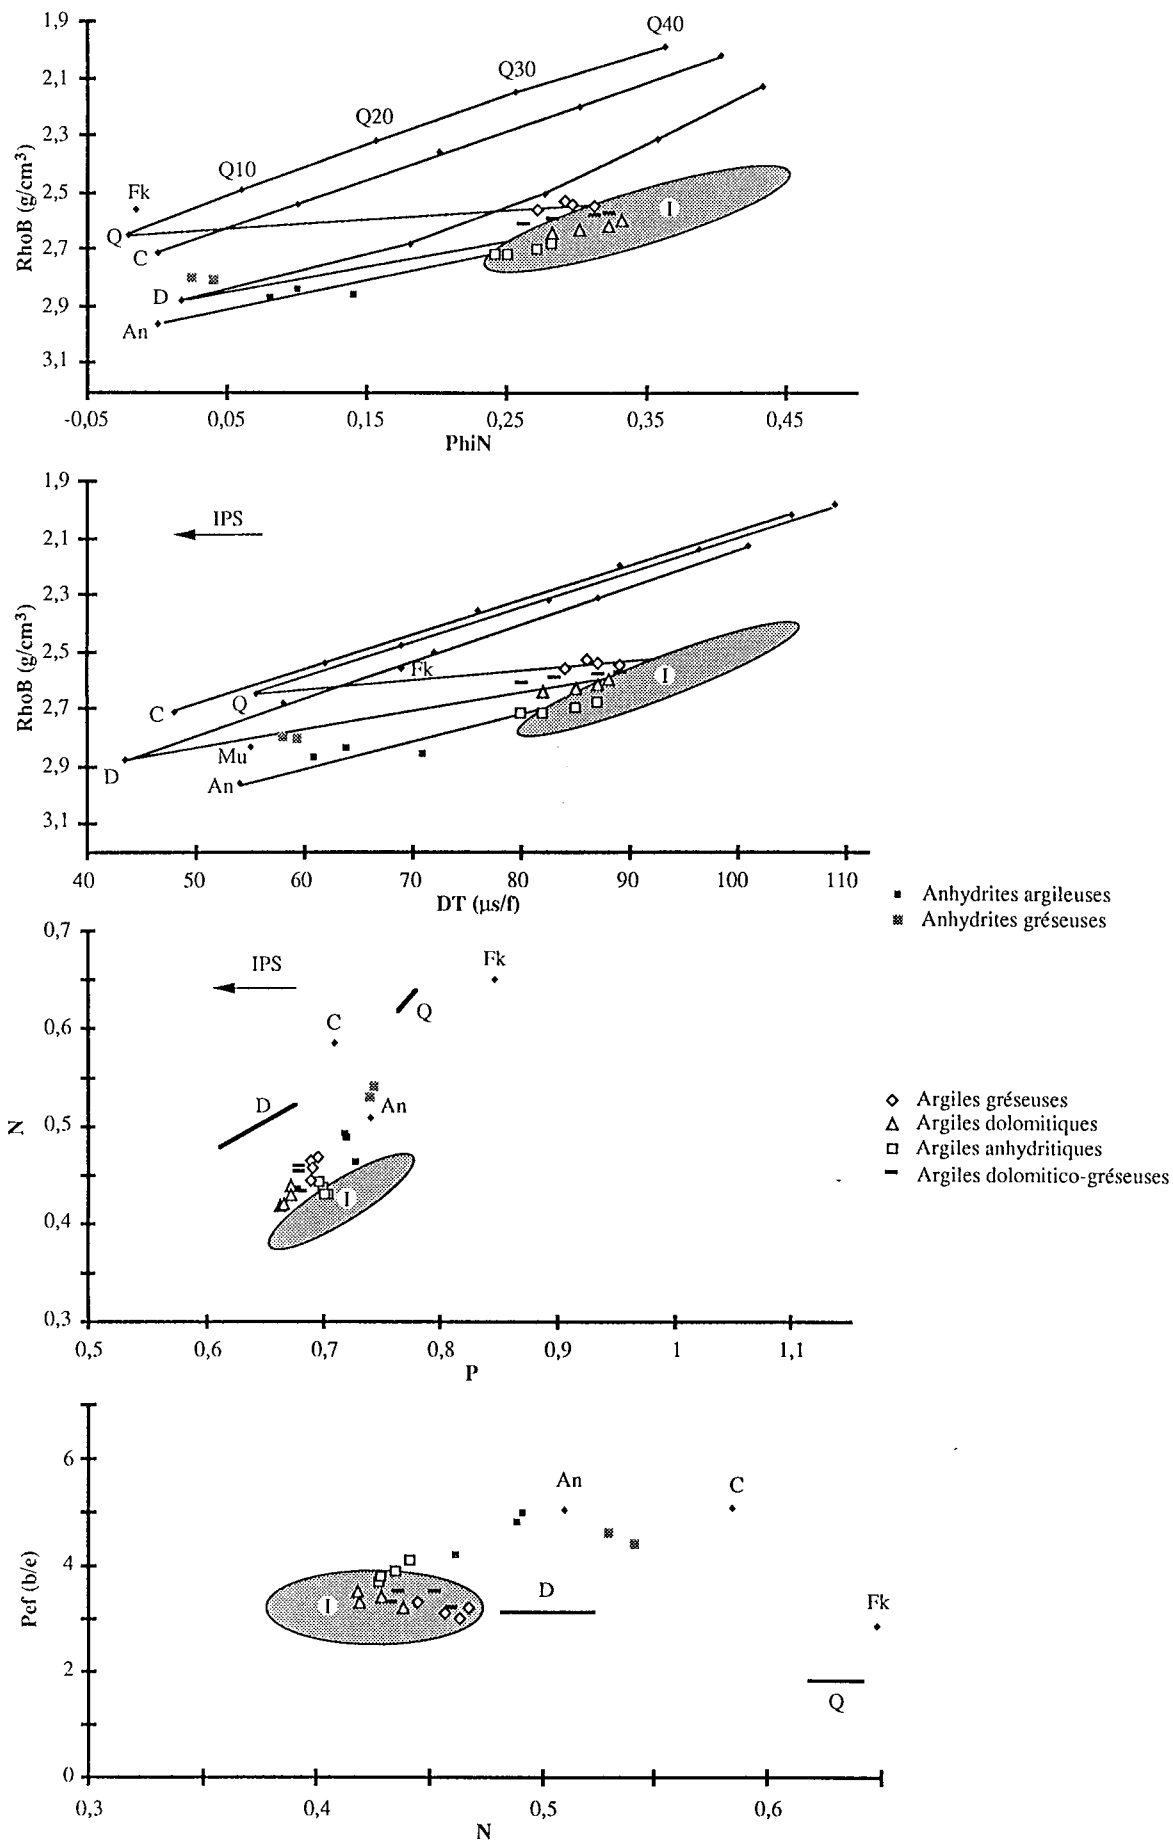 1,9
Q40
Q30
2,1
Q20
2,3
Q10
Fk
2,5
I
Q
2,7
C
D
2,9
An
3,1
RhoB (g/cm³)
-0,05 0,05 0,15 0,25 0,35 0,45
PhiN
1,9
IPS
2,1
2,3
2,5
Fk
I
Q
2,7
C
Mu
2,9
D
An
3,1
RhoB (g/cm³)
40 50 60 70 80 90 100 110
DT (µs/f)
Anhydrites argileuses
Anhydrites gréseuses
0,7
IPS
Fk
Q
0,6
C
D
An
0,5
I
0,4
0,3
N
0,5 0,6 0,7 0,8 0,9 1 1,1
P
Argiles gréseuses
Argiles dolomitiques
Argiles anhydritiques
Argiles dolomitico-gréseuses
6
An
C
4
D
I
Fk
2
Q
0
Pef (b/e)
0,3 0,4 0,5 0,6
N